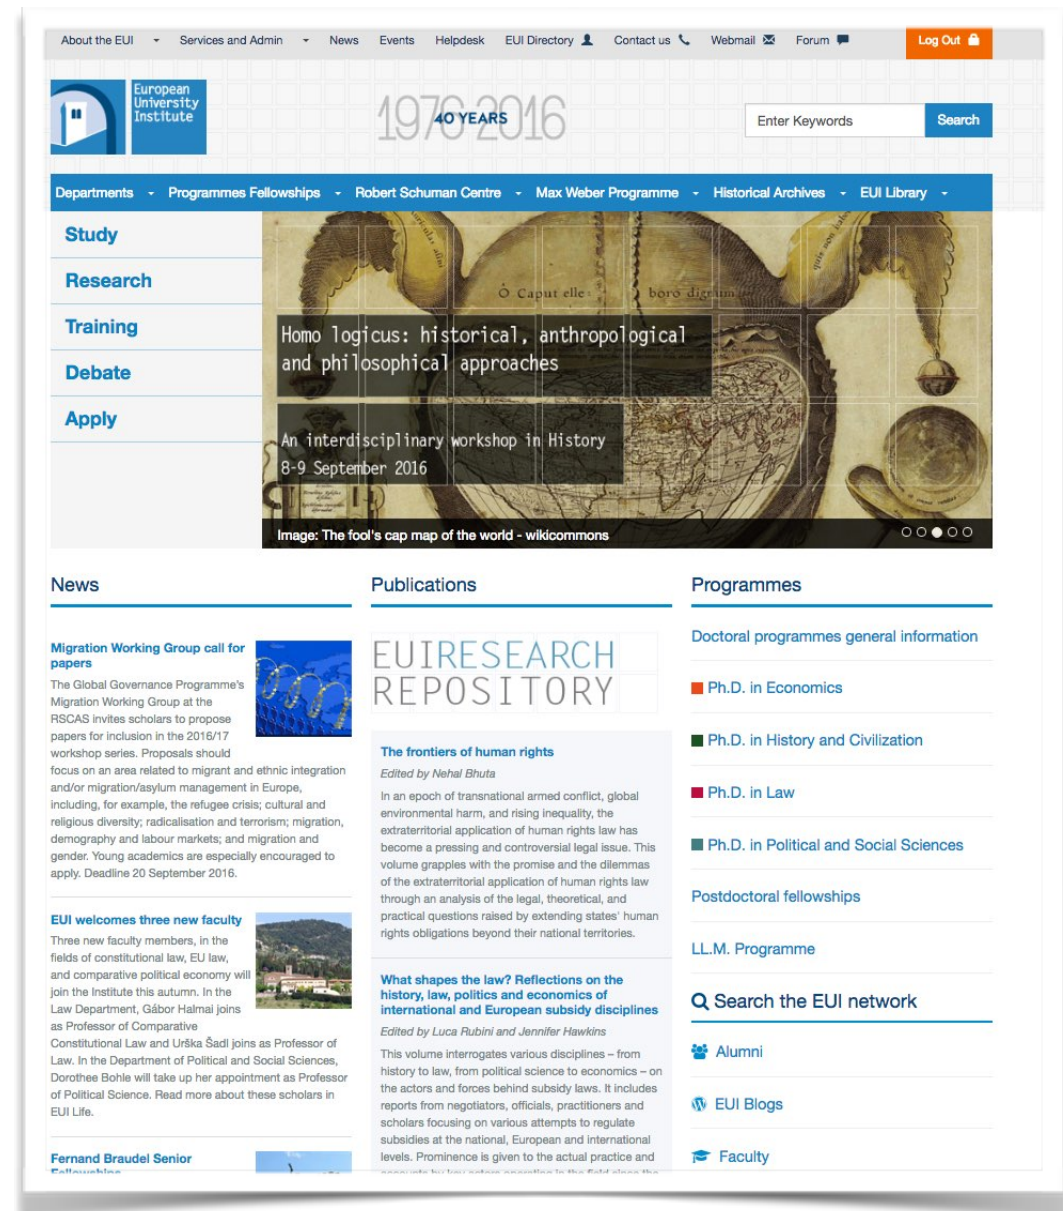 About the EUI Services and Admin News Events Helpdesk EUI Directory Contact us Webmail Forum Log Out
European
University
Institute
1976-2016
40 YEARS
Enter Keywords Search
Departments Programmes Fellowships Robert Schuman Centre Max Weber Programme Historical Archives EUI Library
Study
Research
Training
Debate
Apply
O Caput elle boro dignum
Homo logicus: historical, anthropological
and philosophical approaches
An interdisciplinary workshop in History
8-9 September 2016
Image: The fool's cap map of the world - wikicommons
News
Migration Working Group call for
papers
The Global Governance Programme's
Migration Working Group at the
RSCAS invites scholars to propose
papers for inclusion in the 2016/17
workshop series. Proposals should
focus on an area related to migrant and ethnic integration
and/or migration/asylum management in Europe,
including, for example, the refugee crisis; cultural and
religious diversity; radicalisation and terrorism; migration,
demography and labour markets; and migration and
gender. Young academics are especially encouraged to
apply. Deadline 20 September 2016.
EUI welcomes three new faculty
Three new faculty members, in the
fields of constitutional law, EU law,
and comparative political economy will
join the Institute this autumn. In the
Law Department, Gábor Halmai joins
as Professor of Comparative
Constitutional Law and Urška Šadl joins as Professor of
Law. In the Department of Political and Social Sciences,
Dorothee Bohle will take up her appointment as Professor
of Political Science. Read more about these scholars in
EUI Life.
Fernand Braudel Senior
Fellowships
Publications
EUIRESEARCH
REPOSITORY
The frontiers of human rights
Edited by Nehal Bhuta
In an epoch of transnational armed conflict, global
environmental harm, and rising inequality, the
extraterritorial application of human rights law has
become a pressing and controversial legal issue. This
volume grapples with the promise and the dilemmas
of the extraterritorial application of human rights law
through an analysis of the legal, theoretical, and
practical questions raised by extending states' human
rights obligations beyond their national territories.
What shapes the law? Reflections on the
history, law, politics and economics of
international and European subsidy disciplines
Edited by Luca Rubini and Jennifer Hawkins
This volume interrogates various disciplines – from
history to law, from political science to economics – on
the actors and forces behind subsidy laws. It includes
reports from negotiators, officials, practitioners and
scholars focusing on various attempts to regulate
subsidies at the national, European and international
levels. Prominence is given to the actual practice and
accounts by key actors operating in the field since the
Programmes
Doctoral programmes general information
Ph.D. in Economics
Ph.D. in History and Civilization
Ph.D. in Law
Ph.D. in Political and Social Sciences
Postdoctoral fellowships
LL.M. Programme
Search the EUI network
Alumni
EUI Blogs
Faculty